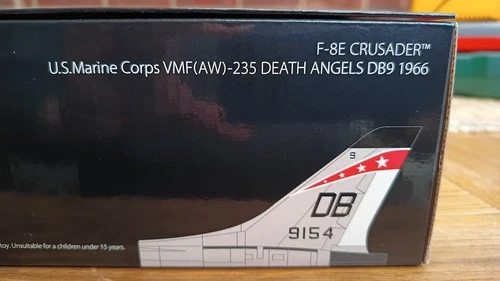 F-8E CRUSADER™
U.S.Marine Corps VMF(AW)-235 DEATH ANGELS DB9 1966
9
DB
9154
toy. Unsuitable for a children under 15 years.